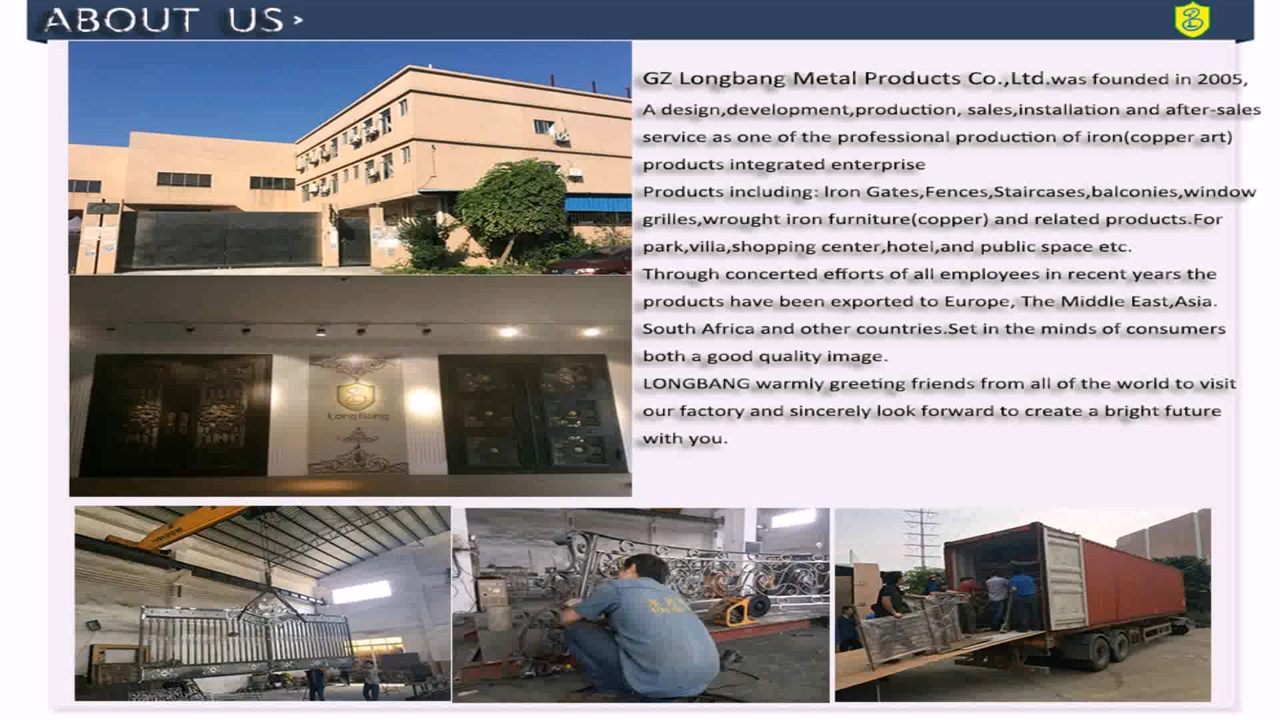 ABOUT US>
GZ Longbang Metal Products Co.,Ltd.was founded in 2005,
A design,development,production, sales,installation and after-sales
service as one of the professional production of iron(copper art)
products integrated enterprise
Products including: Iron Gates,Fences,Staircases,balconies,window
grilles,wrought iron furniture(copper) and related products.For
park,villa,shopping center,hotel,and public space etc.
Through concerted efforts of all employees in recent years the
products have been exported to Europe, The Middle East,Asia.
South Africa and other countries.Set in the minds of consumers
both a good quality image.
LONGBANG warmly greeting friends from all of the world to visit
our factory and sincerely look forward to create a bright future
with you.
LongBang